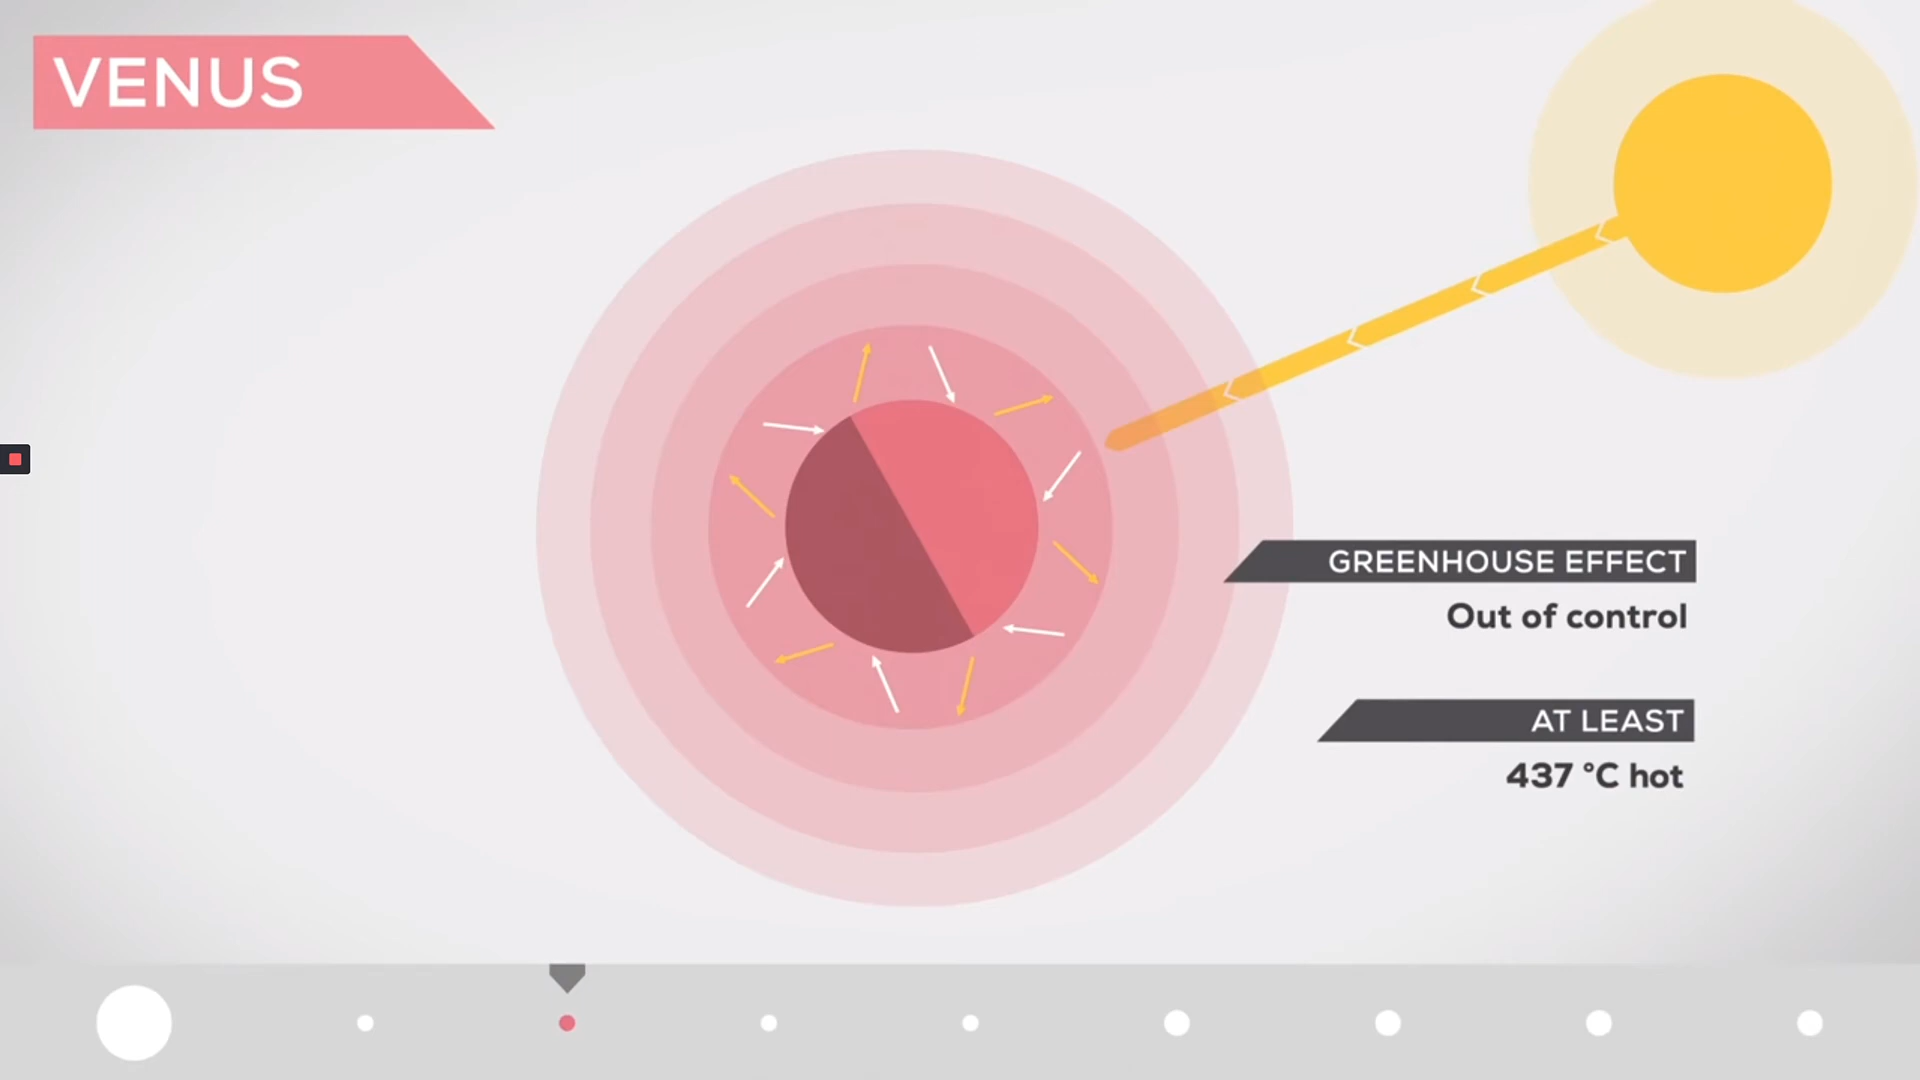 VENUS
GREENHOUSE EFFECT
Out of control
AT LEAST
437 °C hot